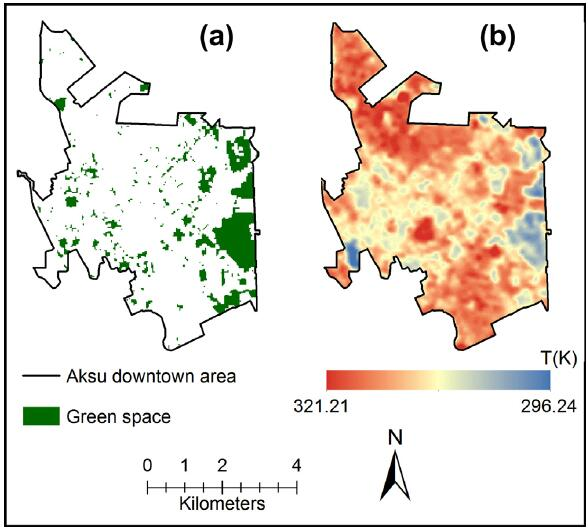 (a)
(b)
Aksu downtown area
Green space
T(K)
321.21
296.24
0 1 2 4
Kilometers
N